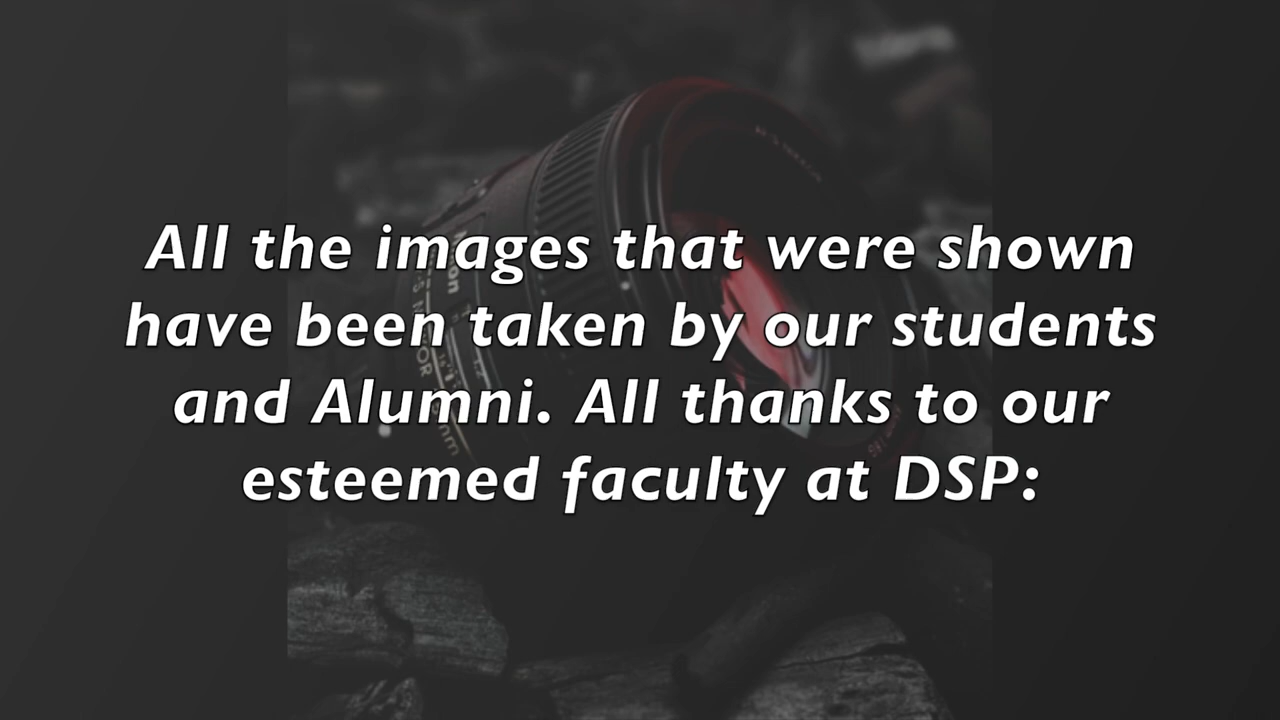 All the images that were shown
have been taken by our students
and Alumni. All thanks to our
esteemed faculty at DSP: